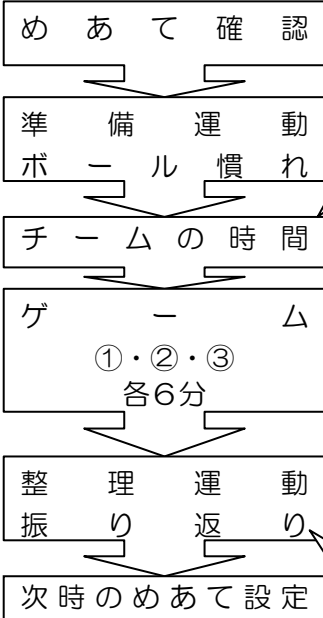 めあて確認
準備運動
ボール慣れ
チームの時間
ゲーム
①・②・③
各6分
整理運動
振り返り
次時のめあて設定